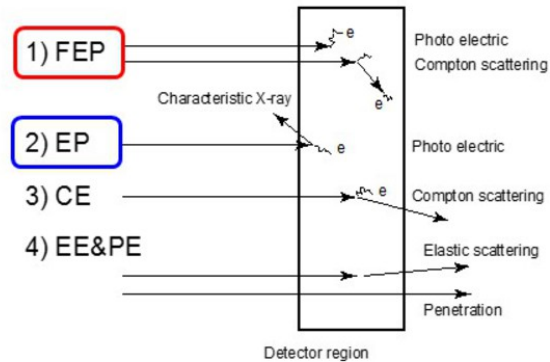 1) FEP
e
Photo electric
Compton scattering
e
Characteristic X-ray
2) EP
e
Photo electric
3) CE
e
Compton scattering
4) EE&PE
Elastic scattering
Penetration
Detector region